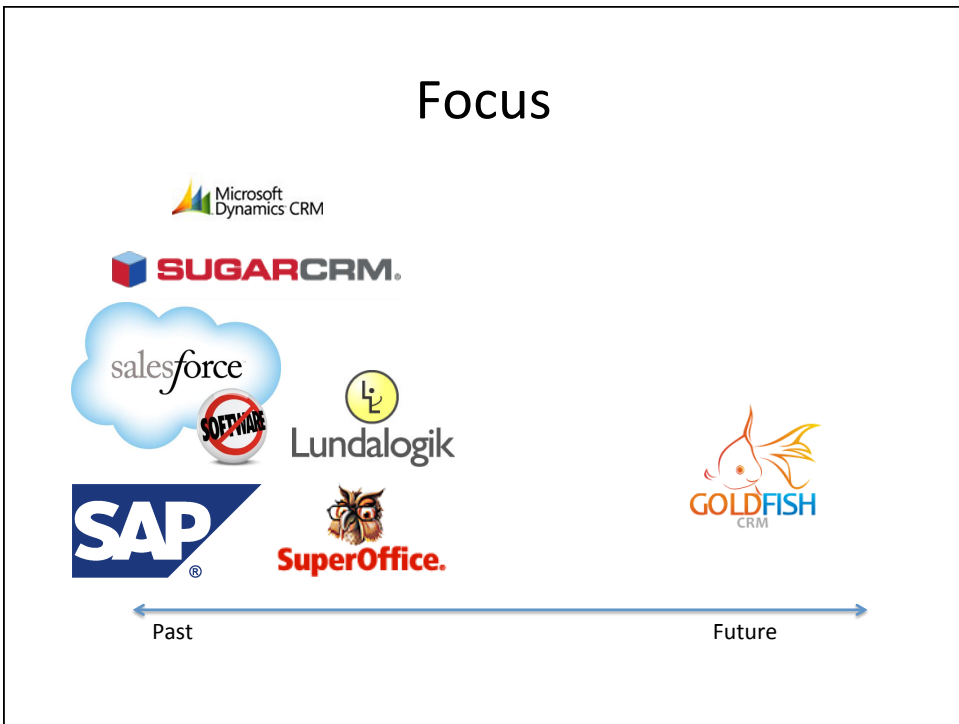 Focus
Microsoft
Dynamics CRM
SUGARCRM®
salesforce
SOFTWARE
Lundalogik
SAP
®
SuperOffice®
GOLDFISH
CRM
Past
Future